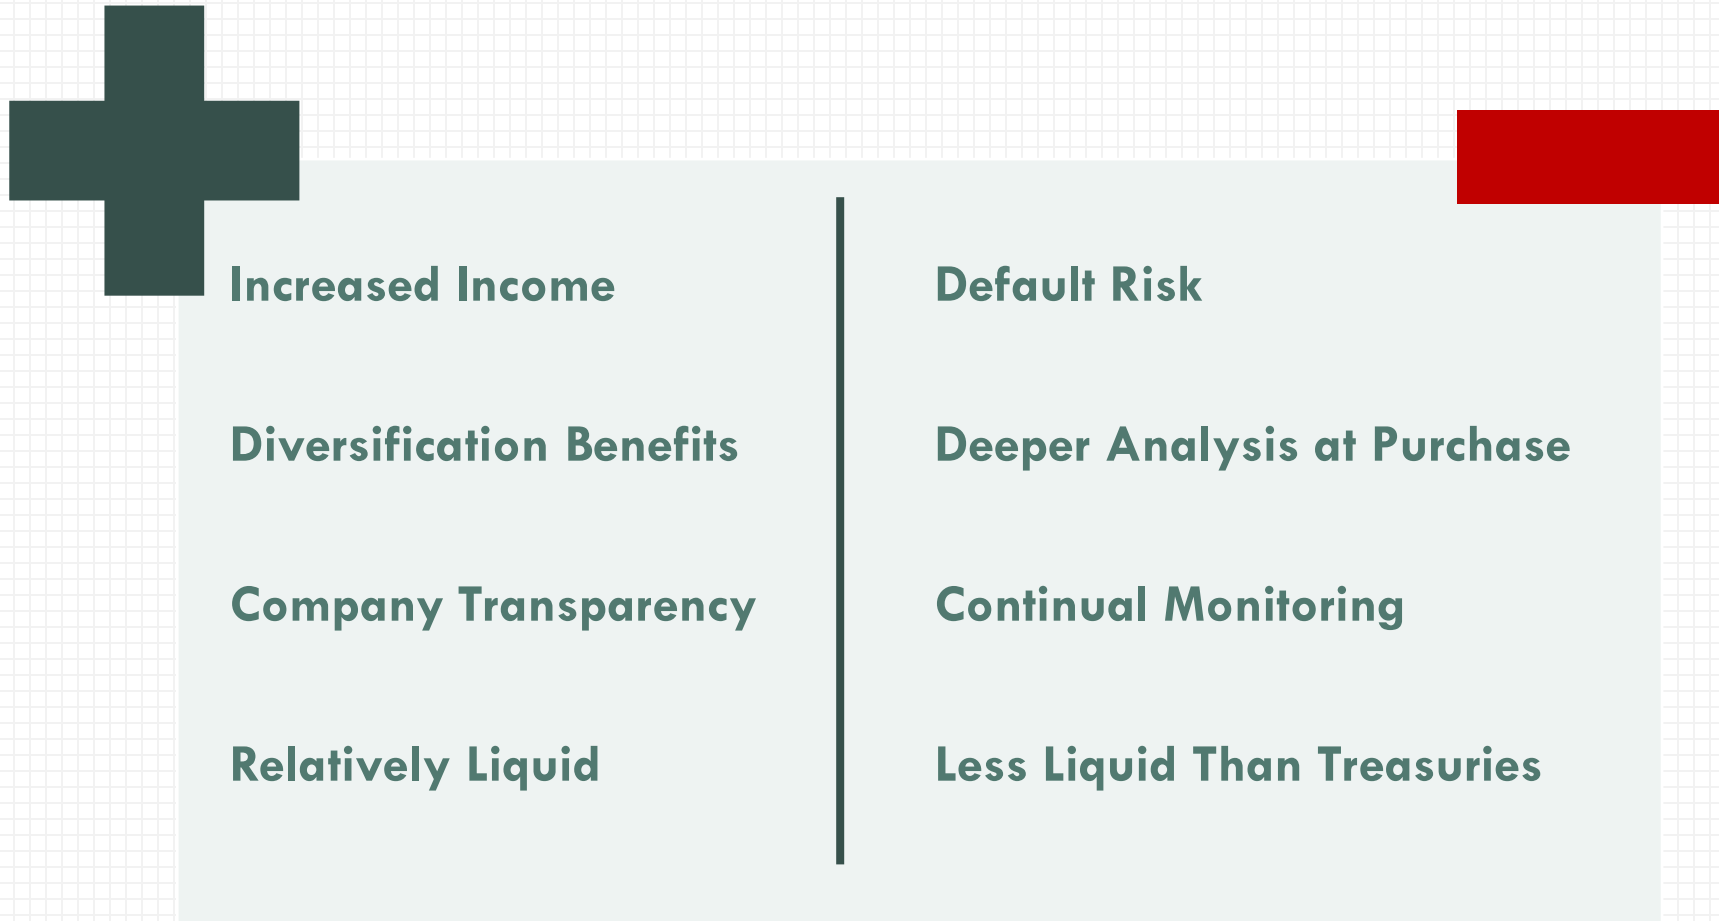 Increased Income
Diversification Benefits
Company Transparency
Relatively Liquid
Default Risk
Deeper Analysis at Purchase
Continual Monitoring
Less Liquid Than Treasuries